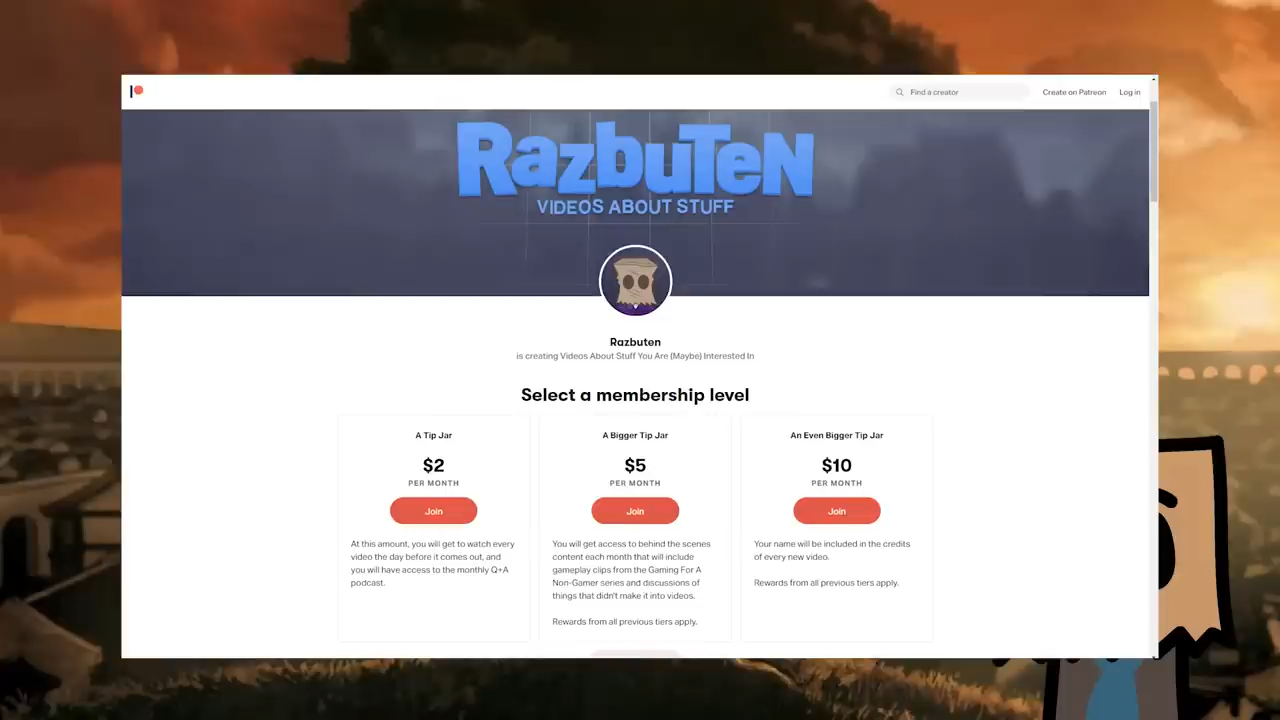 Find a creator
Create on Patreon
Log in
RazbuTeN
VIDEOS ABOUT STUFF
Razbuten
is creating Videos About Stuff You Are (Maybe) Interested In
Select a membership level
A Tip Jar
$2
PER MONTH
Join
At this amount, you will get to watch every
video the day before it comes out, and
you will have access to the monthly Q+A
podcast.
A Bigger Tip Jar
$5
PER MONTH
Join
You will get access to behind the scenes
content each month that will include
gameplay clips from the Gaming For A
Non-Gamer series and discussions of
things that didn't make it into videos.
Rewards from all previous tiers apply.
An Even Bigger Tip Jar
$10
PER MONTH
Join
Your name will be included in the credits
of every new video.
Rewards from all previous tiers apply.